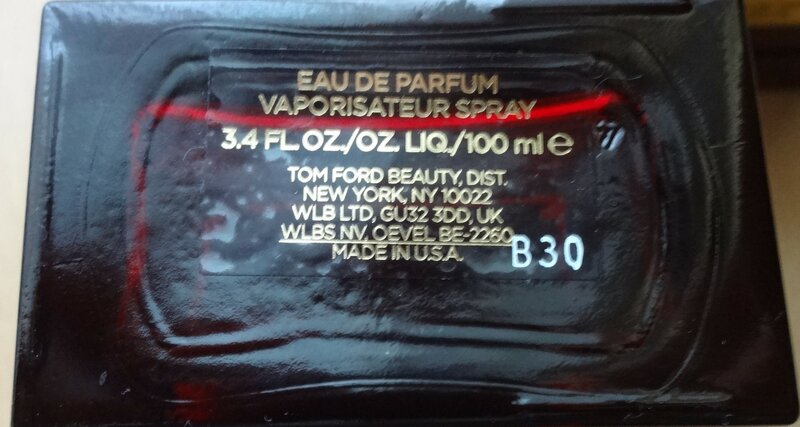 EAU DE PARFUM
VAPORISATEUR SPRAY
3.4 FL. OZ./OZ. LIQ./100 ml e
TOM FORD BEAUTY, DIST.
NEW YORK, NY 10022
WLB LTD, GU32 3DD, UK
WLBS NV, OEVEL BE-2260
MADE IN U.S.A.
B30